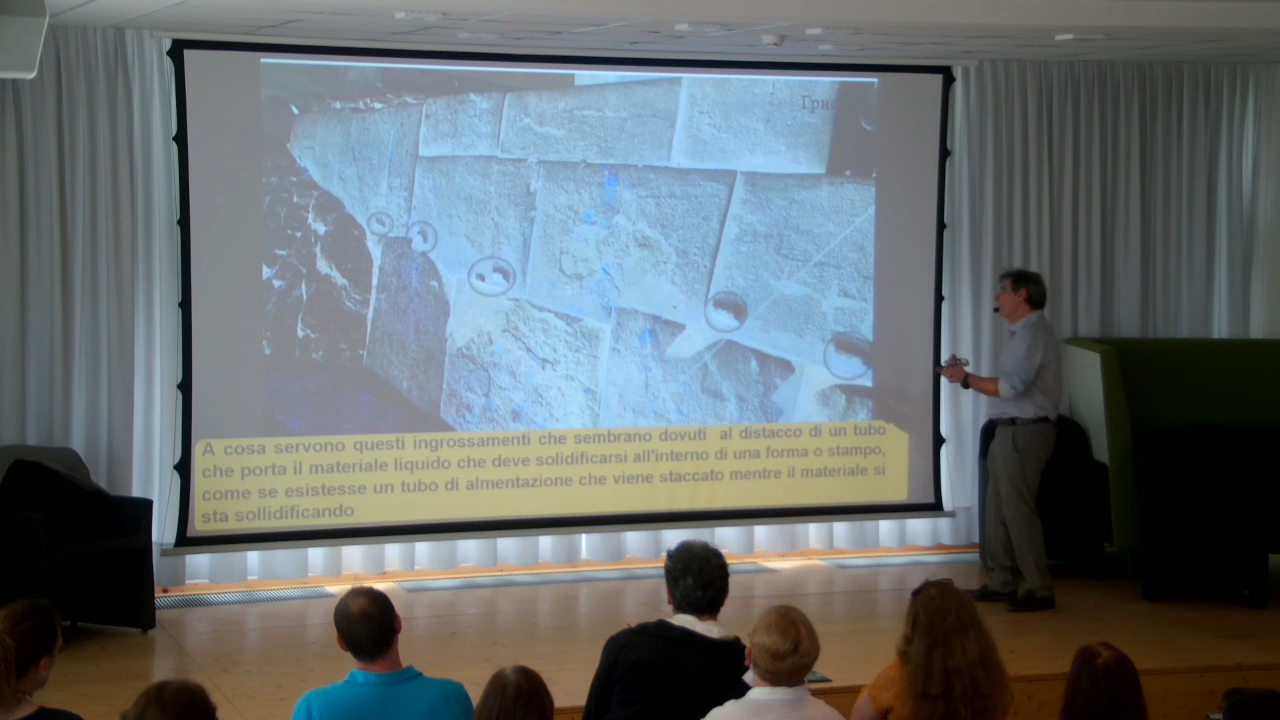 Гри
A cosa servono questi ingrossamenti che sembrano dovuti al distacco di un tubo
che porta il materiale liquido che deve solidificarsi all'interno di una forma o stampo,
come se esistesse un tubo di almentazione che viene staccato mentre il materiale si
sta sollidificando